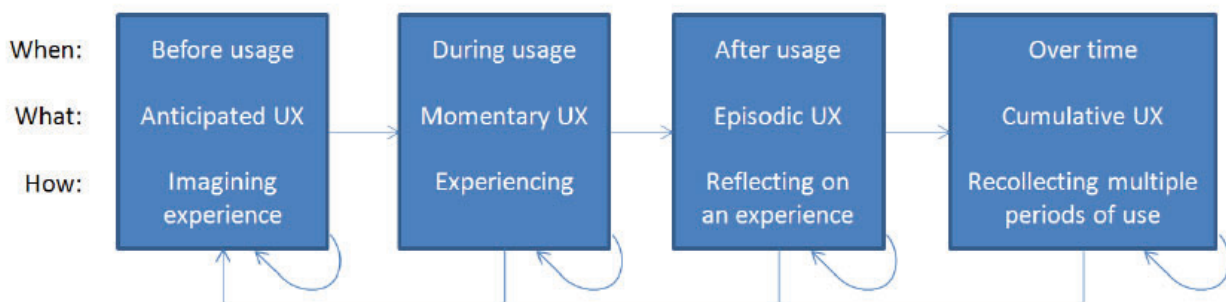 When: Before usage During usage After usage Over time
What: Anticipated UX Momentary UX Episodic UX Cumulative UX
How: Imagining Experiencing Reflecting on Recollecting multiple
experience an experience periods of use